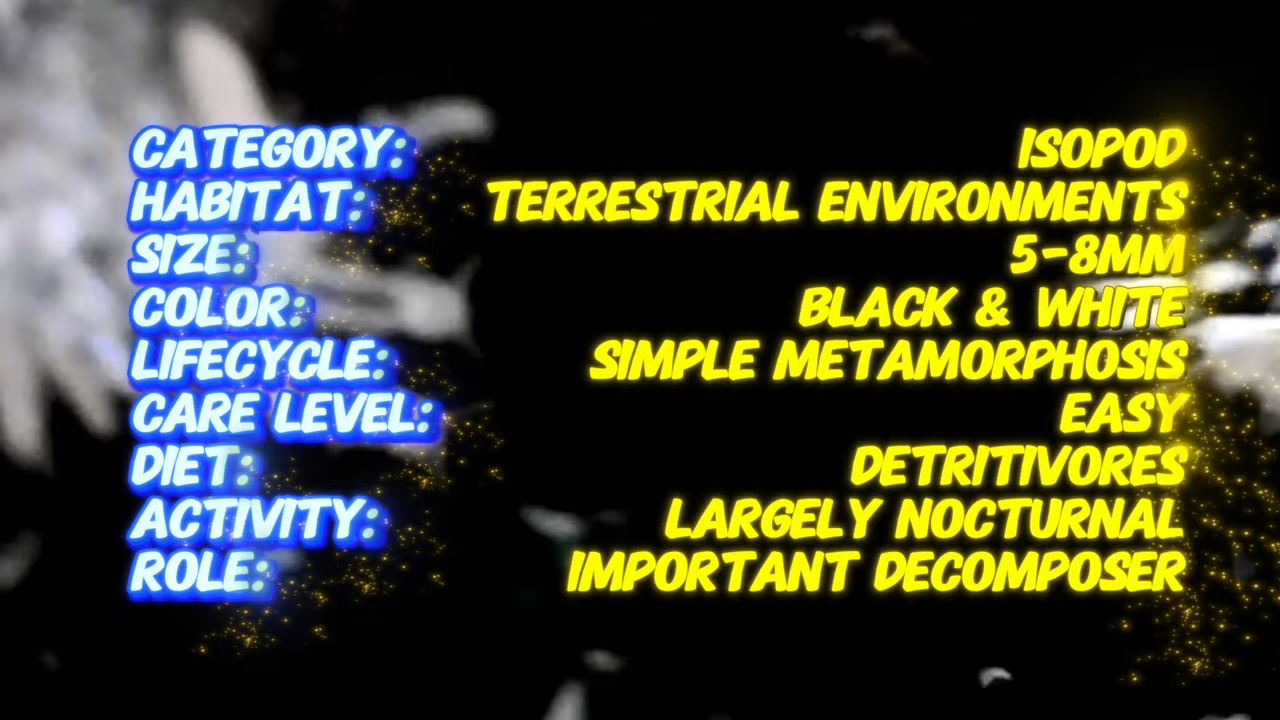 CATEGORY: ISOPOD
HABITAT: TERRESTRIAL ENVIRONMENTS
SIZE: 5-8MM
COLOR: BLACK & WHITE
LIFECYCLE: SIMPLE METAMORPHOSIS
CARE LEVEL: EASY
DIET: DETRITIVORES
ACTIVITY: LARGELY NOCTURNAL
ROLE: IMPORTANT DECOMPOSER